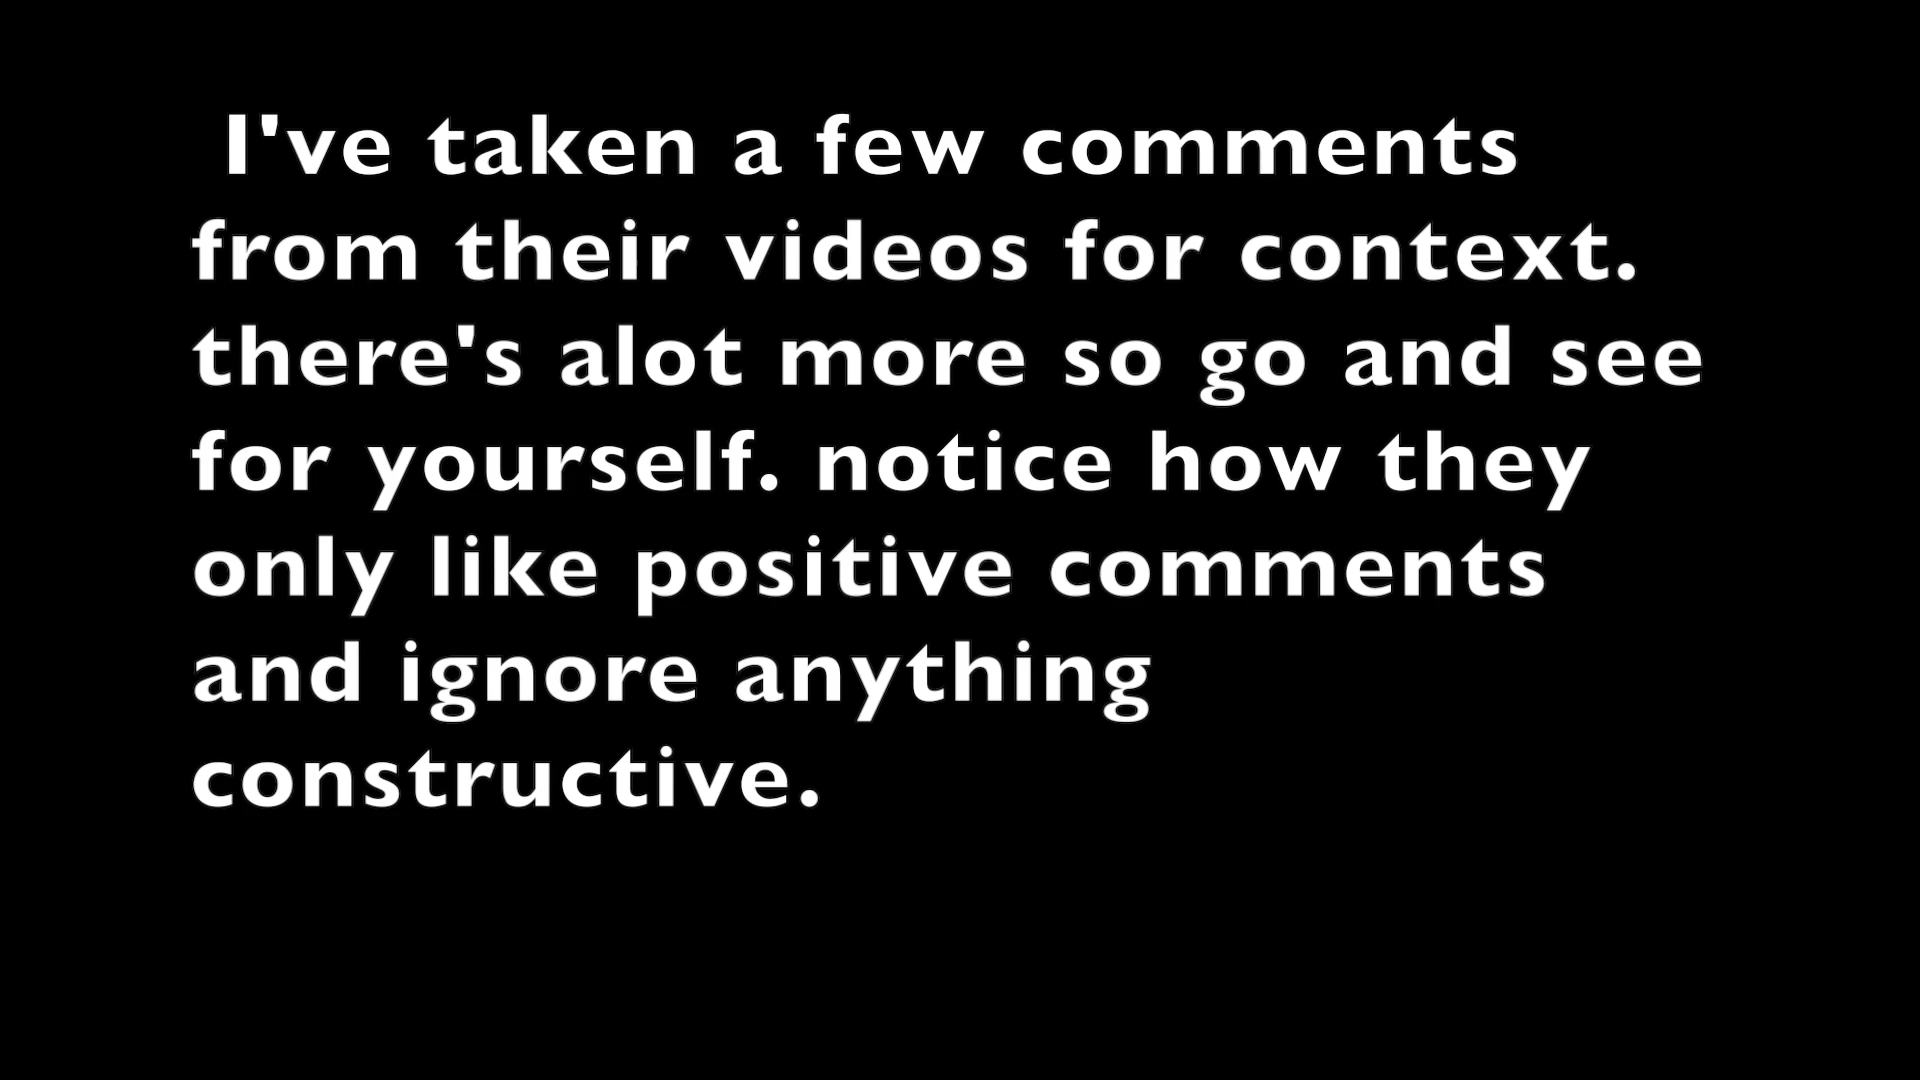 I've taken a few comments
from their videos for context.
there's alot more so go and see
for yourself. notice how they
only like positive comments
and ignore anything
constructive.